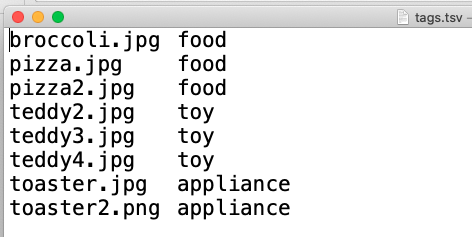 tags.tsv
broccoli.jpg food
pizza.jpg food
pizza2.jpg food
teddy2.jpg toy
teddy3.jpg toy
teddy4.jpg toy
toaster.jpg appliance
toaster2.png appliance